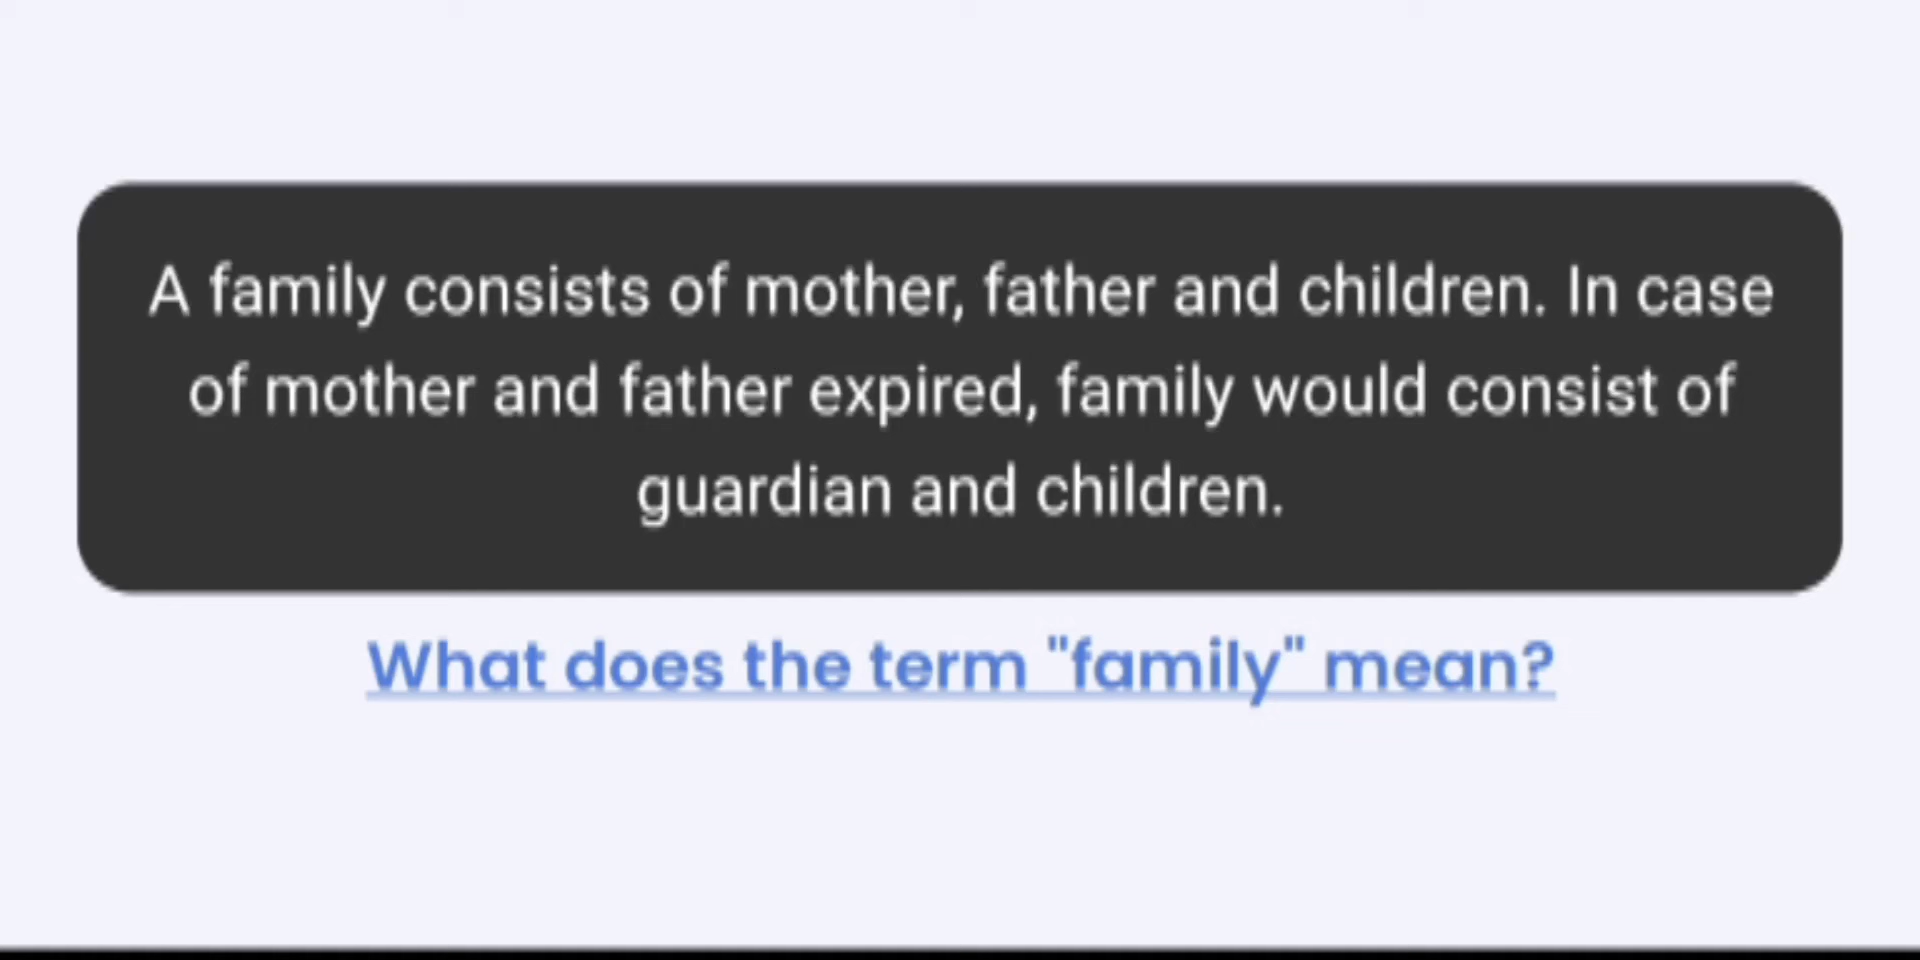 A family consists of mother, father and children. In case
of mother and father expired, family would consist of
guardian and children.
What does the term "family" mean?